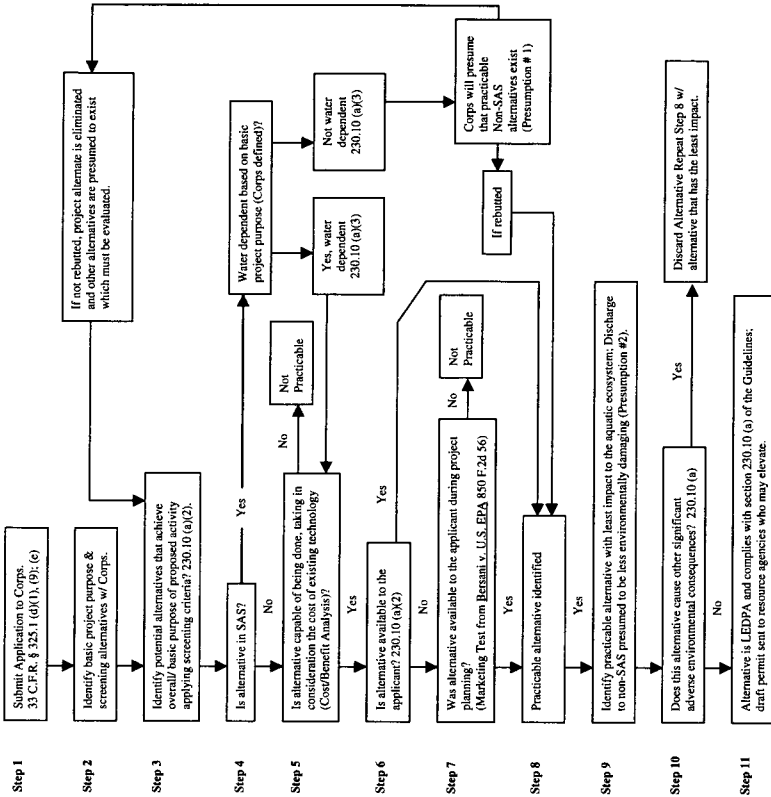 Step 1
Submit Application to Corps.
33 C.F.R. § 325.1 (d)(1), (9); (e)
Step 2
Identify basic project purpose &
screening alternatives w/ Corps.
If not rebutted, project alternate is eliminated
and other alternatives are presumed to exist
which must be evaluated.
Step 3
Identify potential alternatives that achieve
overall/ basic purpose of proposed activity
applying screening criteria? 230.10 (a)(2).
Step 4
Is alternative in SAS?
Yes
No
Water dependent based on basic
project purpose (Corps defined)?
Yes, water
dependent
230.10 (a)(3)
Not water
dependent
230.10 (a)(3)
Corps will presume
that practicable
Non-SAS
alternatives exist
(Presumption # 1)
If rebutted
Step 5
Is alternative capable of being done, taking in
consideration the cost of existing technology
(Cost/Benefit Analysis)?
No
Not
Practicable
Yes
Step 6
Is alternative available to the
applicant? 230.10 (a)(2)
Yes
No
Step 7
Was alternative available to the applicant during project
planning?
(Marketing Test from Bersani v. U.S. EPA 850 F.2d 56)
No
Not
Practicable
Yes
Step 8
Practicable alternative identified
Yes
Step 9
Identify practicable alternative with least impact to the aquatic ecosystem; Discharge
to non-SAS presumed to be less environmentally damaging (Presumption #2).
Step 10
Does this alternative cause other significant
adverse environmental consequences? 230.10 (a)
Yes
Discard Alternative Repeat Step 8 w/
alternative that has the least impact.
No
Step 11
Alternative is LEDPA and complies with section 230.10 (a) of the Guidelines;
draft permit sent to resource agencies who may elevate.